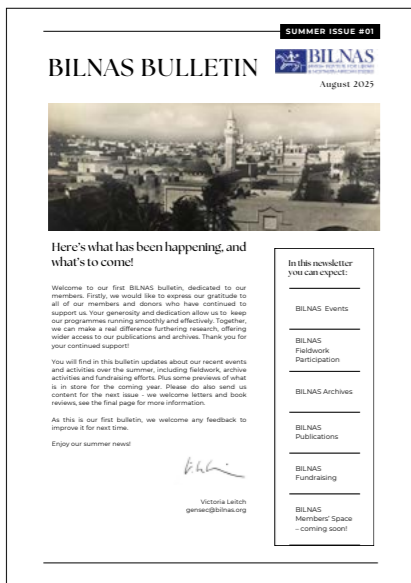 SUMMER ISSUE #01
BILNAS BULLETIN
BILNAS
August 2025
Here's what has been happening, and
what's to come!
Welcome to our first BILNAS bulletin, dedicated to our
members. Firstly, we would like to express our gratitude to
all of our members and donors who have continued to
support us. Your generosity and dedication allow us to keep
our programmes running smoothly and effectively. Together,
we can make a real difference furthering research, offering
wider access to our publications and archives. Thank you for
your continued support!
You will find in this bulletin updates about our recent events
and activities over the summer, including fieldwork, archive
activities and fundraising efforts. Plus some previews of what
is in store for the coming year. Please do also send us
content for the next issue - we welcome letters and book
reviews, see the final page for more information.
As this is our first bulletin, we welcome any feedback to
improve it for next time.
Enjoy our summer news!
Victoria Leitch
gensec@bilnas.org
In this newsletter
you can expect:
BILNAS Events
BILNAS
Fieldwork
Participation
BILNAS Archives
BILNAS
Publications
BILNAS
Fundraising
BILNAS
Members' Space
– coming soon!